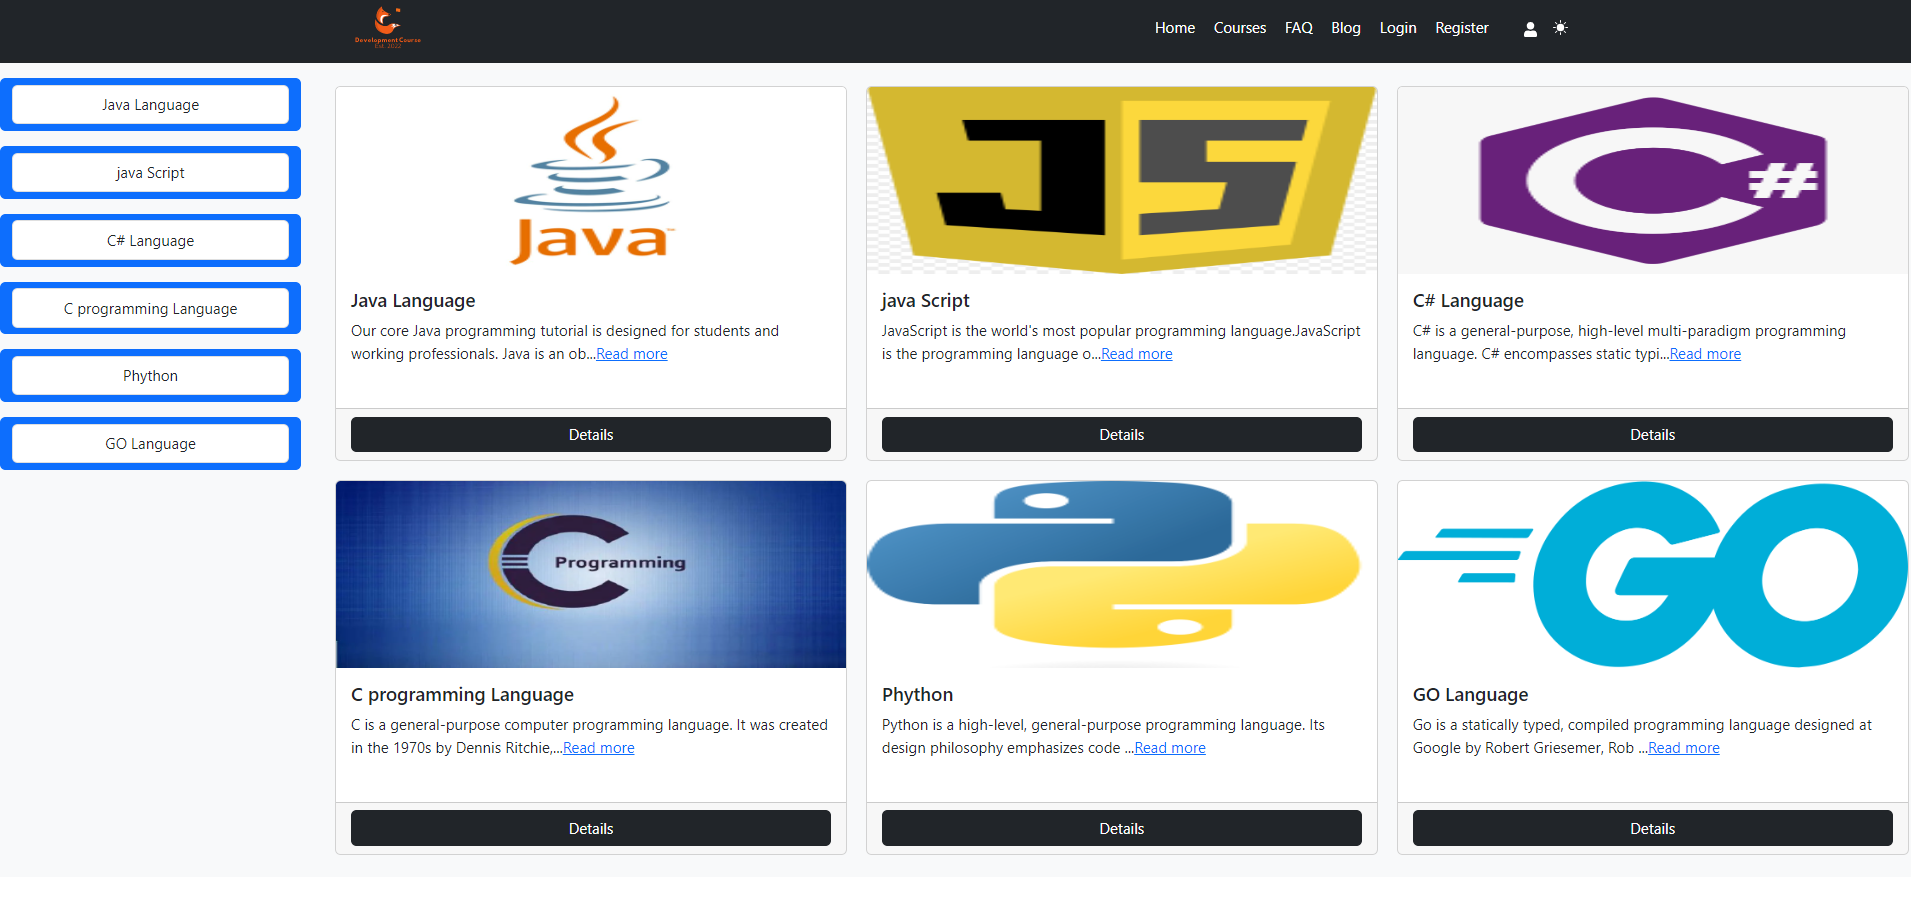 Development Course
Est. 2022
Home Courses FAQ Blog Login Register
Java Language
java Script
C# Language
C programming Language
Phython
GO Language
Java™
Java Language
Our core Java programming tutorial is designed for students and
working professionals. Java is an ob...Read more
Details
JS
java Script
JavaScript is the world's most popular programming language.JavaScript
is the programming language o...Read more
Details
C#
C# Language
C# is a general-purpose, high-level multi-paradigm programming
language. C# encompasses static typi...Read more
Details
C Programming
C programming Language
C is a general-purpose computer programming language. It was created
in the 1970s by Dennis Ritchie,...Read more
Details
Phython
Python is a high-level, general-purpose programming language. Its
design philosophy emphasizes code ...Read more
Details
GO
GO Language
Go is a statically typed, compiled programming language designed at
Google by Robert Griesemer, Rob ...Read more
Details